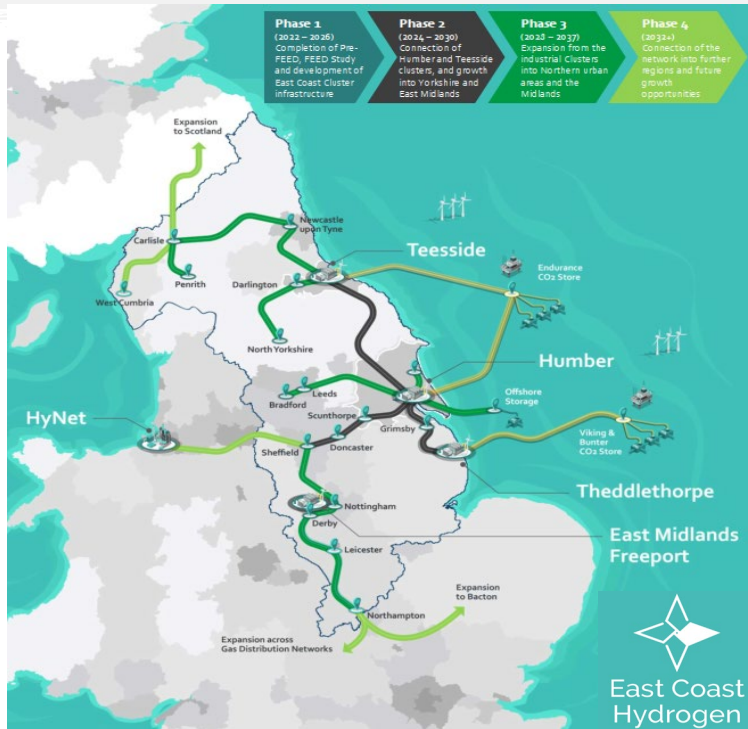 Phase 1
(2022 – 2026)
Completion of Pre-
FEED, FEED Study
and development of
East Coast Cluster
infrastructure
Phase 2
(2024 – 2030)
Connection of
Humber and Teesside
clusters, and growth
into Yorkshire and
East Midlands
Phase 3
(2028 – 2037)
Expansion from the
industrial Clusters
into Northern urban
areas and the
Midlands
Phase 4
(2032+)
Connection of the
network into further
regions and future
growth
opportunities
Expansion
to Scotland
Newcastle
upon Tyne
Carlisle
Teesside
Penrith
Darlington
Endurance
CO₂ Store
West Cumbria
North Yorkshire
Humber
Leeds
Bradford
Offshore
Storage
Scunthorpe
HyNet
Grimsby
Doncaster
Sheffield
Viking &
Bunter
CO₂ Store
Theddlethorpe
Nottingham
Derby
East Midlands
Freeport
Leicester
Expansion
to Bacton
Northampton
Expansion across
Gas Distribution Networks
East Coast
Hydrogen